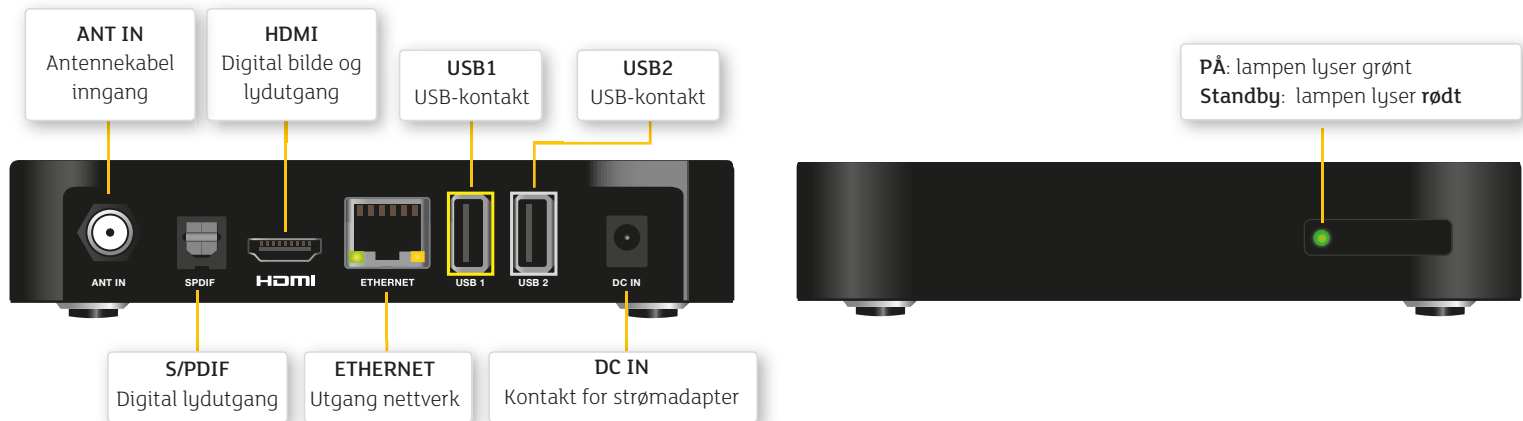 ANT IN
Antennekabel
inngang
HDMI
Digital bilde og
lydutgang
USB1
USB-kontakt
USB2
USB-kontakt
PÅ: lampen lyser grønt
Standby: lampen lyser rødt
ANT IN
SPDIF
HDMI
ETHERNET
USB 1
USB 2
DC IN
S/PDIF
Digital lydutgang
ETHERNET
Utgang nettverk
DC IN
Kontakt for strømadapter